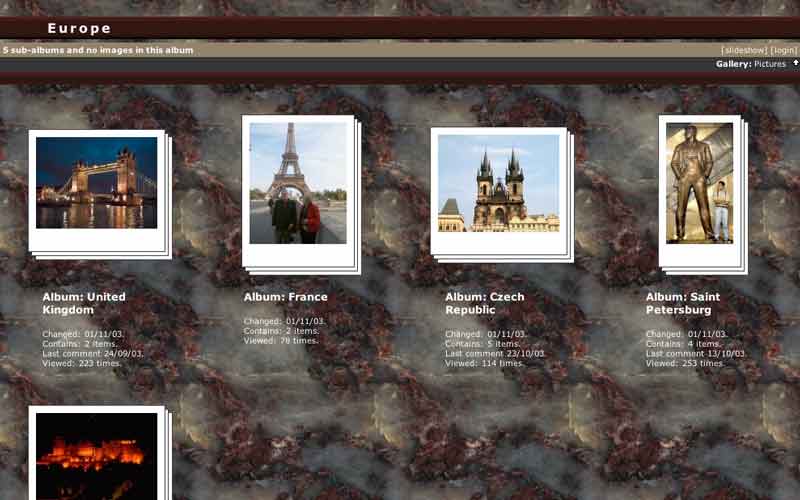 Europe
5 sub-albums and no images in this album
[slideshow] [login]
Gallery: Pictures
Album: United
Kingdom
Changed: 01/11/03.
Contains: 2 items.
Last comment 24/09/03.
Viewed: 223 times.
Album: France
Changed: 01/11/03.
Contains: 2 items.
Viewed: 78 times.
Album: Czech
Republic
Changed: 01/11/03.
Contains: 5 items.
Last comment 23/10/03.
Viewed: 114 times.
Album: Saint
Petersburg
Changed: 01/11/03.
Contains: 4 items.
Last comment 13/10/03.
Viewed: 253 times.